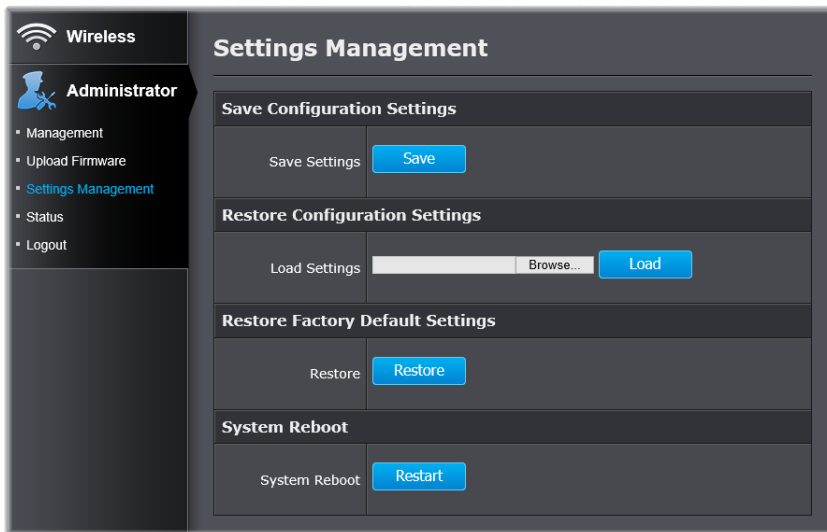 Wireless
Administrator
Management
Upload Firmware
Settings Management
Status
Logout
Settings Management
Save Configuration Settings
Save Settings Save
Restore Configuration Settings
Load Settings Browse... Load
Restore Factory Default Settings
Restore Restore
System Reboot
System Reboot Restart